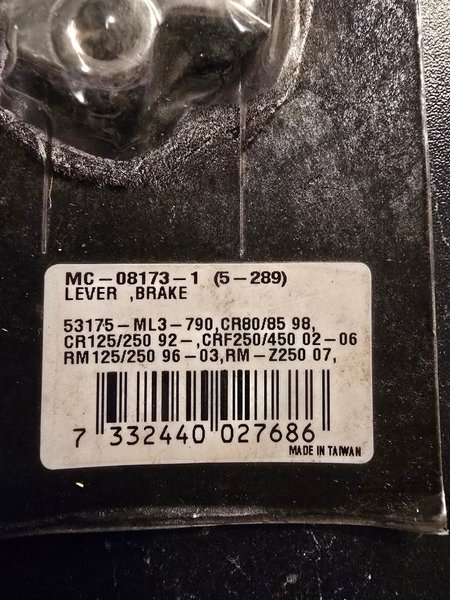 MC-08173-1 (5-289)
LEVER ,BRAKE
53175-ML3-790,CR80/85 98,
CR125/250 92-,CRF250/450 02-06
RM125/250 96-03,RM-Z250 07,
7 332440 027686
MADE IN TAIWAN